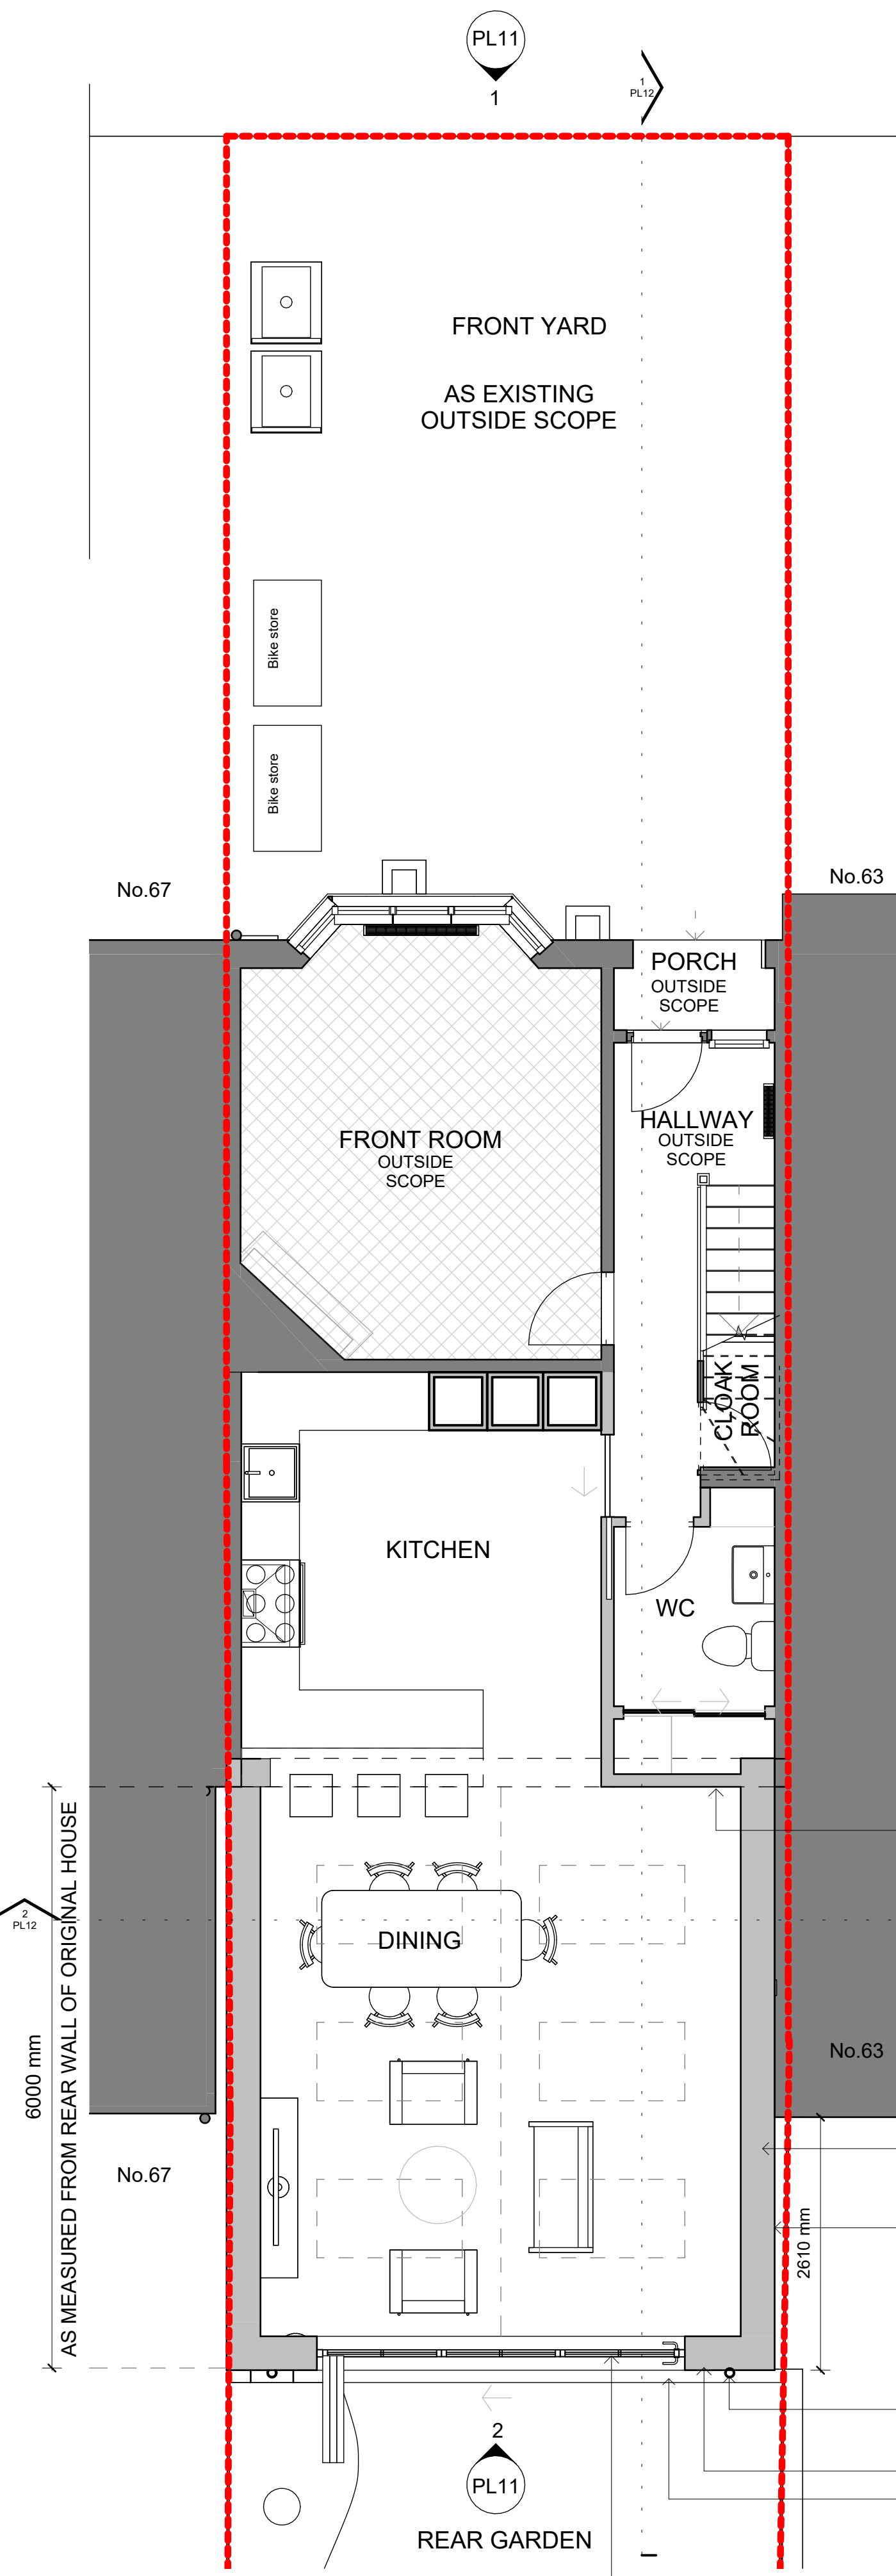 PL11
1
1
PL12
FRONT YARD
AS EXISTING
OUTSIDE SCOPE
Bike store
Bike store
No.67
No.63
PORCH
OUTSIDE
SCOPE
HALLWAY
OUTSIDE
SCOPE
FRONT ROOM
OUTSIDE
SCOPE
CLOAK
ROOM
KITCHEN
WC
2
PL12
DINING
6000 mm
AS MEASURED FROM REAR WALL OF ORIGINAL HOUSE
No.63
No.67
2610 mm
2
PL11
REAR GARDEN